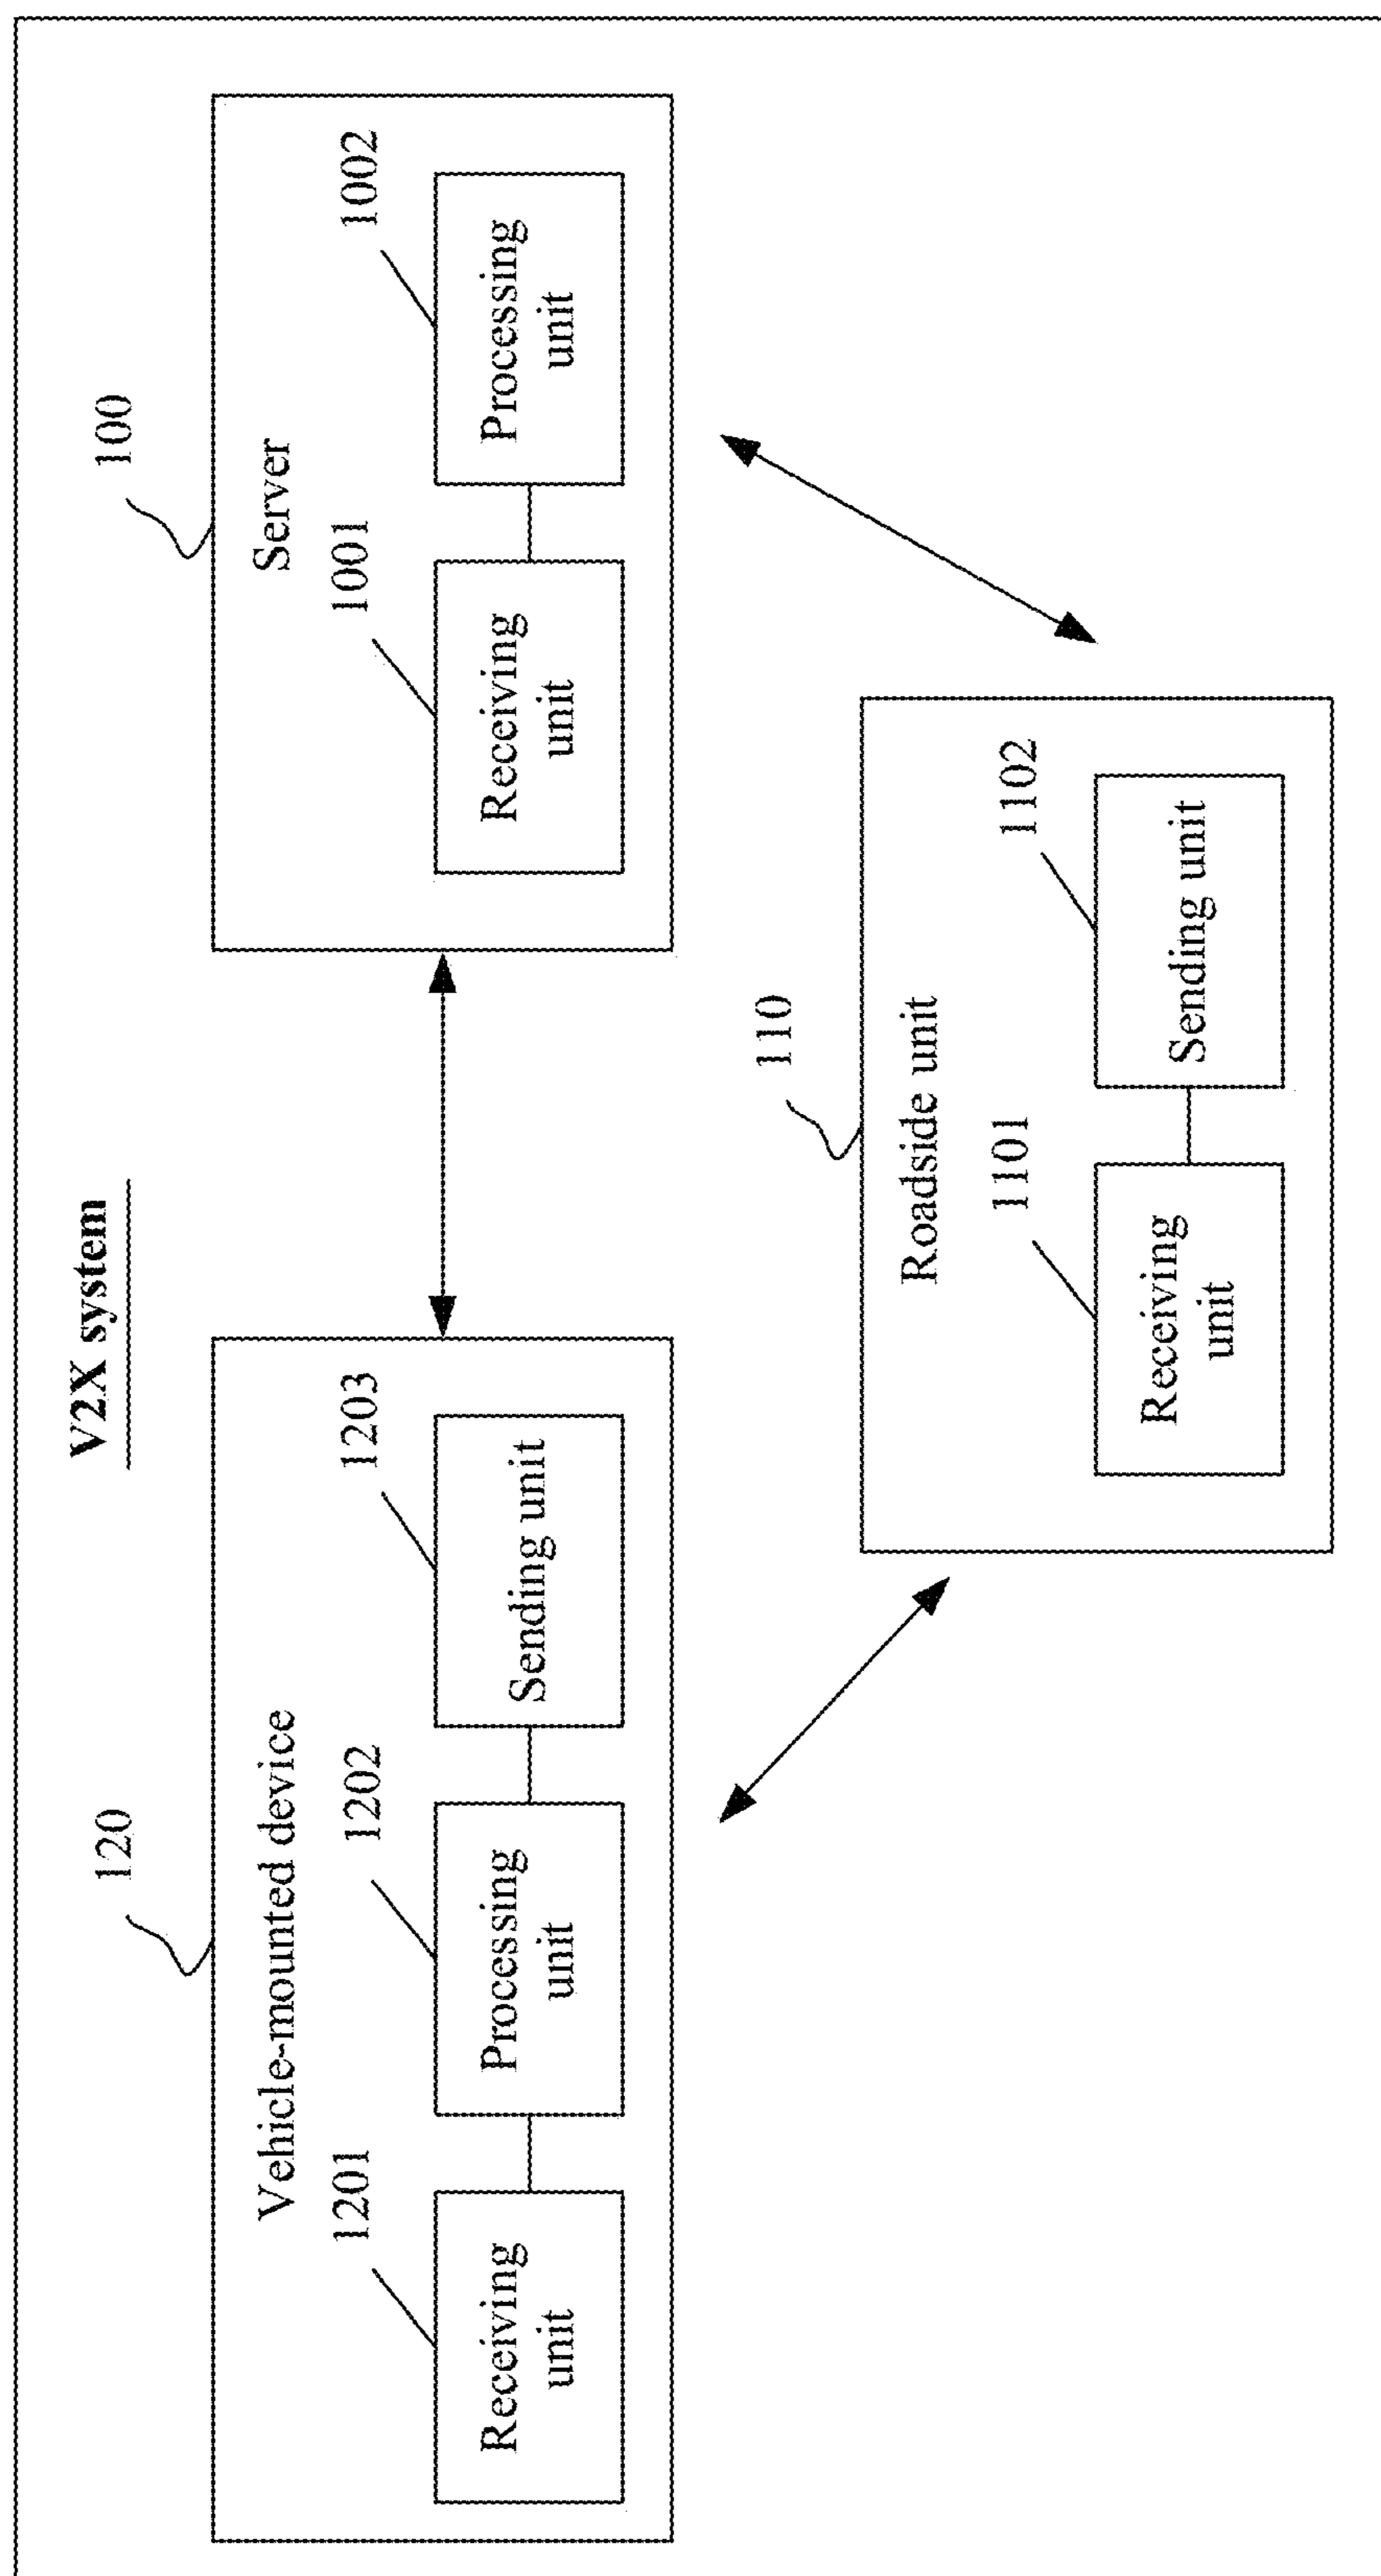 V2X system
120
Vehicle-mounted device
1201
Receiving
unit
1202
Processing
unit
1203
Sending unit
100
Server
1001
Receiving
unit
1002
Processing
unit
110
Roadside unit
1101
Receiving
unit
1102
Sending unit